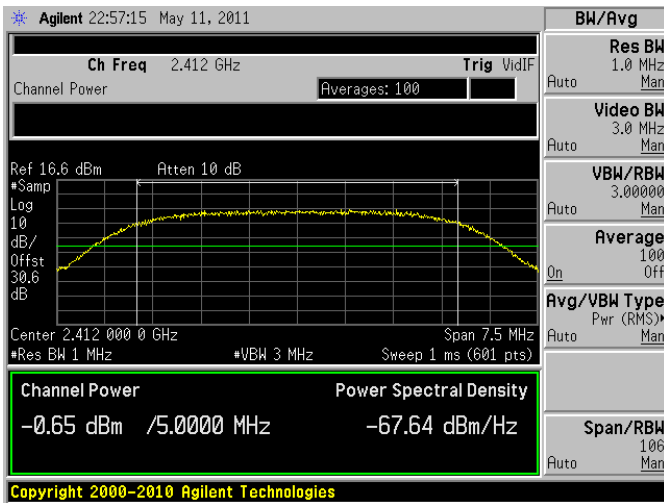 Agilent 22:57:15 May 11, 2011
BW/Avg
Ch Freq 2.412 GHz Trig VidIF
Channel Power Averages: 100
Res BW
1.0 MHz
Auto Man
Video BW
3.0 MHz
Auto Man
VBW/RBW
3.00000
Auto Man
Average
100
On Off
Avg/VBW Type
Pwr (RMS)
Auto Man
Span/RBW
106
Auto Man
Ref 16.6 dBm Atten 10 dB
#Samp
Log
10
dB/
Offst
30.6
dB
Center 2.412 000 0 GHz Span 7.5 MHz
#Res BW 1 MHz #VBW 3 MHz Sweep 1 ms (601 pts)
Channel Power Power Spectral Density
-0.65 dBm /5.0000 MHz -67.64 dBm/Hz
Copyright 2000-2010 Agilent Technologies